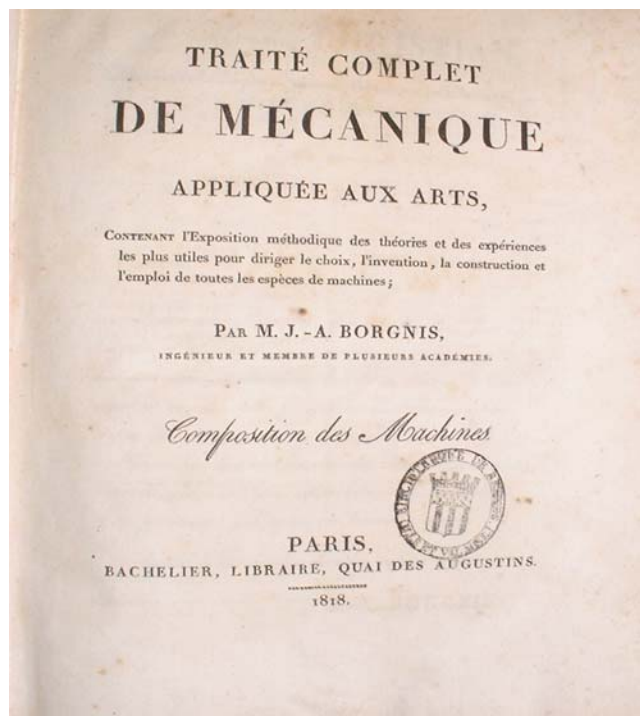 TRAITÉ COMPLET
DE MÉCANIQUE
APPLIQUÉE AUX ARTS,
CONTENANT l'Exposition méthodique des théories et des expériences
les plus utiles pour diriger le choix, l'invention, la construction et
l'emploi de toutes les espèces de machines;
PAR M. J.-A. BORGNIS,
INGÉNIEUR ET MEMBRE DE PLUSIEURS ACADÉMIES.
Composition des Machines.
BIBLIOTHEQUE DE
PARIS,
BACHELIER, LIBRAIRE, QUAI DES AUGUSTINS.
1818.